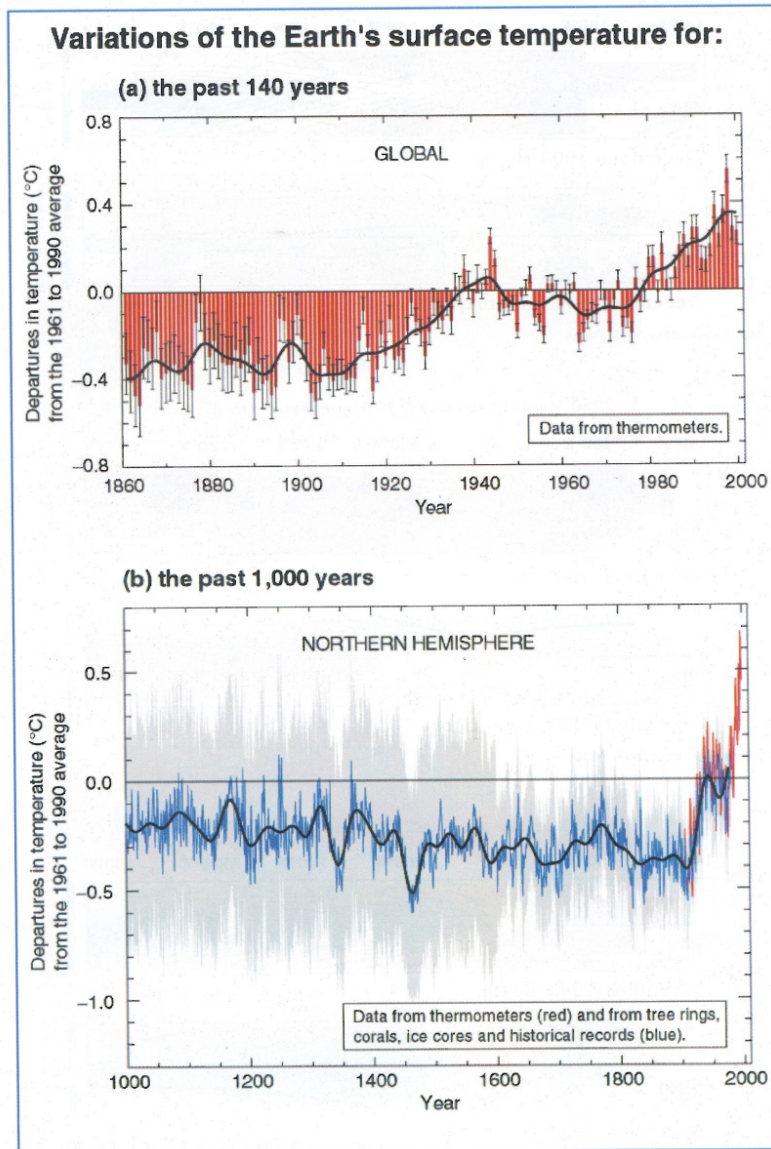 Variations of the Earth's surface temperature for:
(a) the past 140 years
GLOBAL
Departures in temperature (°C)
from the 1961 to 1990 average
0.8
0.4
0.0
−0.4
−0.8
Data from thermometers.
1860 1880 1900 1920 1940 1960 1980 2000
Year
(b) the past 1,000 years
NORTHERN HEMISPHERE
Departures in temperature (°C)
from the 1961 to 1990 average
0.5
0.0
−0.5
−1.0
Data from thermometers (red) and from tree rings,
corals, ice cores and historical records (blue).
1000 1200 1400 1600 1800 2000
Year